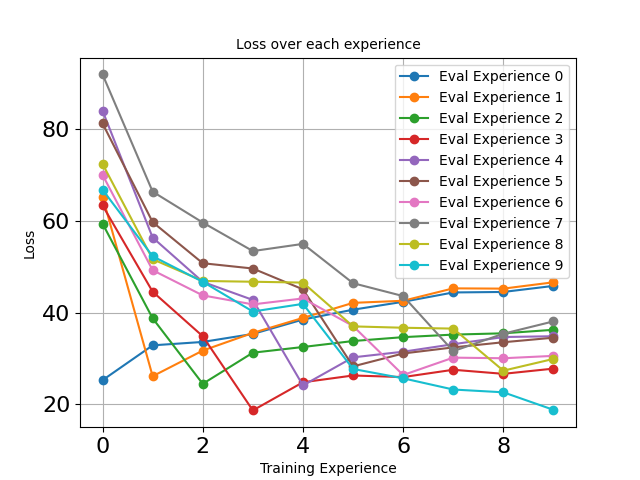 Loss over each experience
Eval Experience 0
Eval Experience 1
Eval Experience 2
Eval Experience 3
Eval Experience 4
Eval Experience 5
Eval Experience 6
Eval Experience 7
Eval Experience 8
Eval Experience 9
Loss
80
60
40
20
0 2 4 6 8
Training Experience